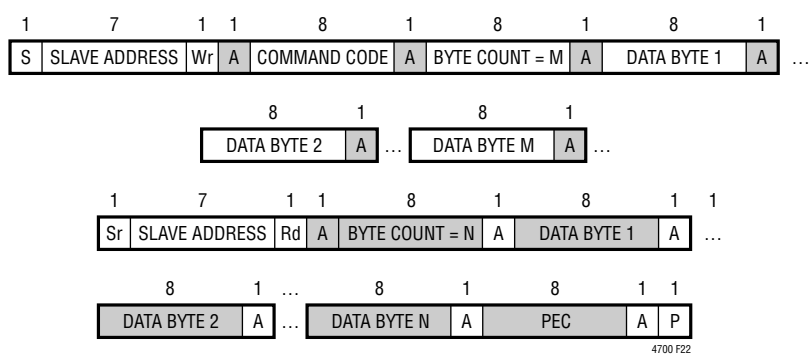 1 7 1 1 8 1 8 1 8 1
S SLAVE ADDRESS Wr A COMMAND CODE A BYTE COUNT = M A DATA BYTE 1 A …
8 1 8 1
DATA BYTE 2 A … DATA BYTE M A …
1 7 1 1 8 1 8 1 1
Sr SLAVE ADDRESS Rd A BYTE COUNT = N A DATA BYTE 1 A …
8 1 … 8 1 8 1 1
DATA BYTE 2 A … DATA BYTE N A PEC A P
4700 F22